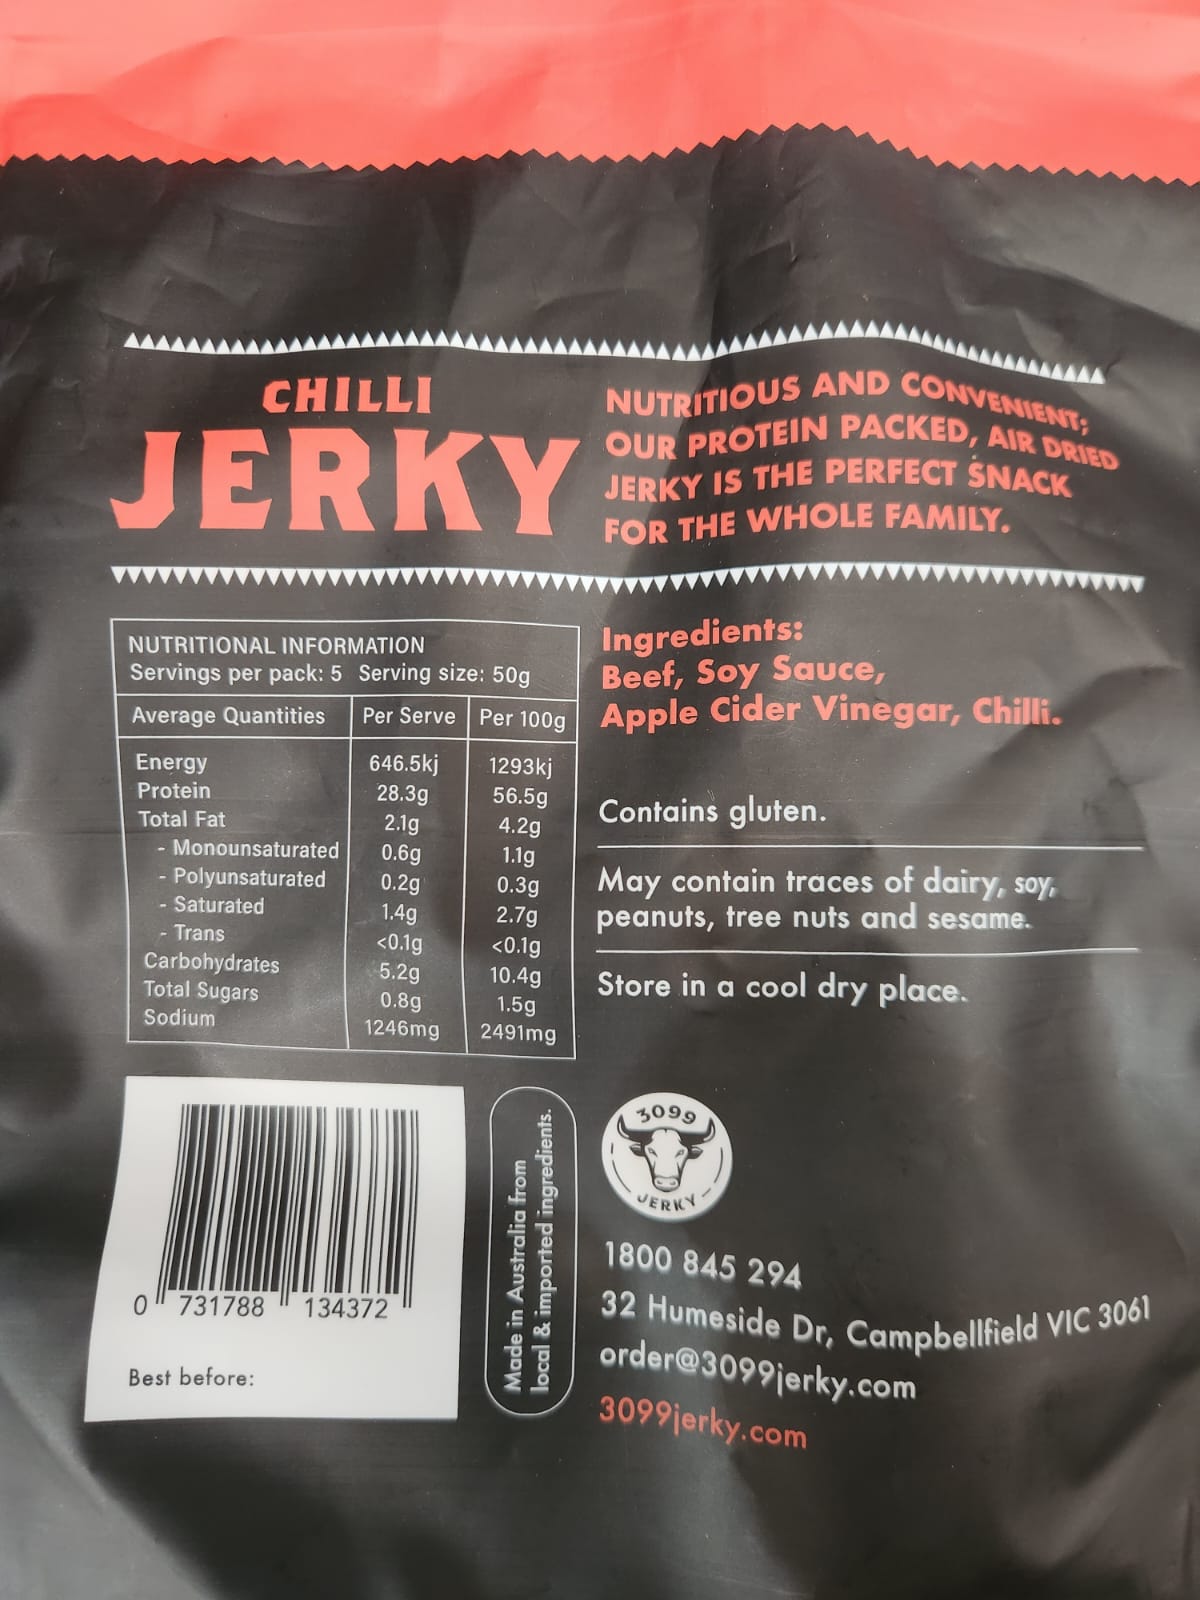 CHILLI
JERKY
NUTRITIOUS AND CONVENIENT;
OUR PROTEIN PACKED, AIR DRIED
JERKY IS THE PERFECT SNACK
FOR THE WHOLE FAMILY.
NUTRITIONAL INFORMATION
Servings per pack: 5 Serving size: 50g
Average Quantities Per Serve Per 100g
Energy 646.5kj 1293kj
Protein 28.3g 56.5g
Total Fat 2.1g 4.2g
- Monounsaturated 0.6g 1.1g
- Polyunsaturated 0.2g 0.3g
- Saturated 1.4g 2.7g
- Trans <0.1g <0.1g
Carbohydrates 5.2g 10.4g
Total Sugars 0.8g 1.5g
Sodium 1246mg 2491mg
Ingredients:
Beef, Soy Sauce,
Apple Cider Vinegar, Chilli.
Contains gluten.
May contain traces of dairy, soy,
peanuts, tree nuts and sesame.
Store in a cool dry place.
0 731788 134372
Best before:
Made in Australia from
local & imported ingredients.
3099
JERKY
1800 845 294
32 Humeside Dr, Campbellfield VIC 3061
order@3099jerky.com
3099jerky.com